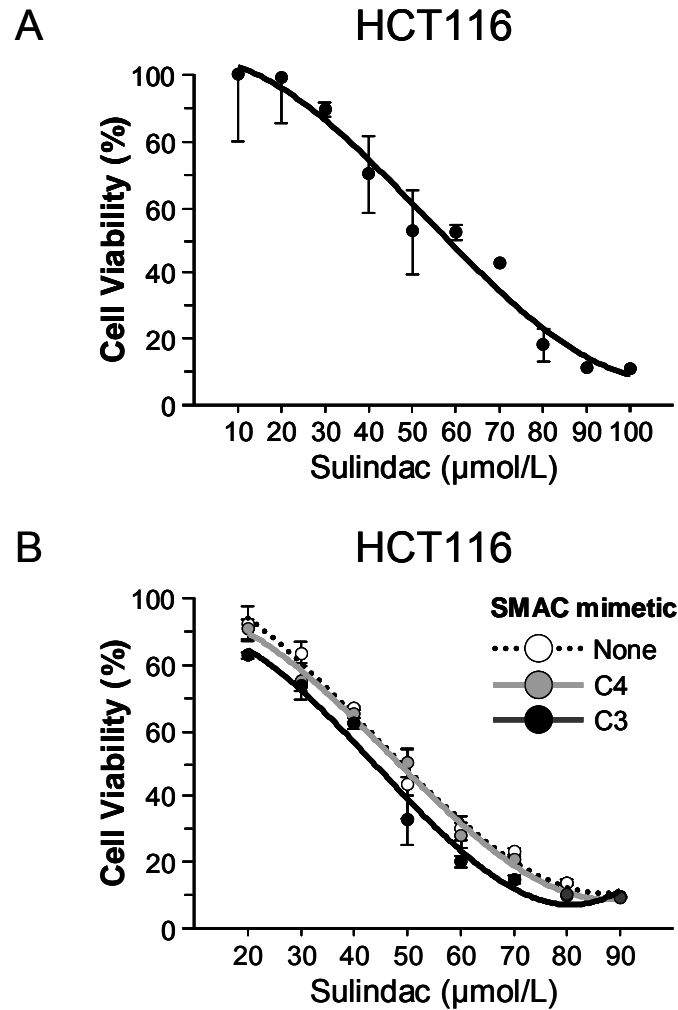 A
HCT116
Cell Viability (%)
100
60
60
40
20
0
10 20 30 40 50 60 70 80 90 100
Sulindac (µmol/L)
B
HCT116
Cell Viability (%)
100
60
60
40
20
0
SMAC mimetic
None
C4
C3
20 30 40 50 60 70 80 90
Sulindac (µmol/L)